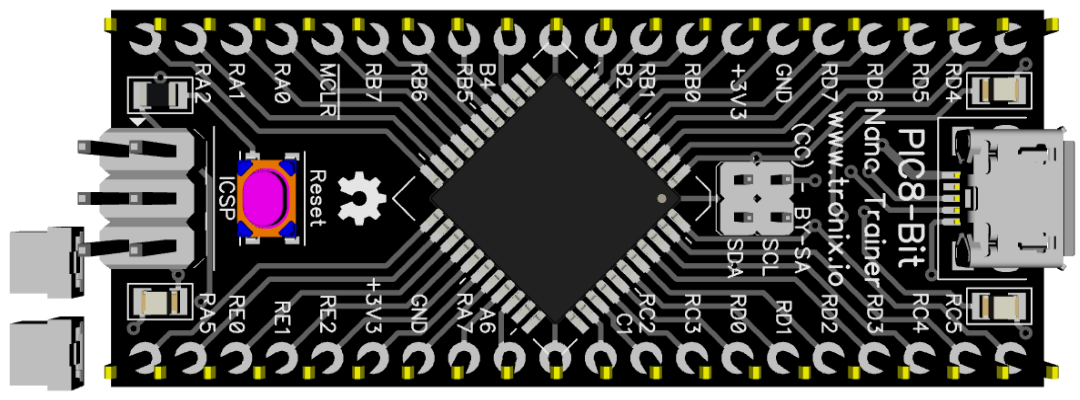 RA2
RA1
RA0
MCLR
RB7
RB6
RB5
B4
B2
RB1
RB0
+3V3
GND
RD7
RD6
RD5
RD4
PIC8-Bit
Nano Trainer
www.tronix.io
(CC) - BY-SA
SCL
SDA
Reset
ICSP
RA5
RE0
RE1
RE2
+3V3
GND
RA7
A6
C1
RC2
RC3
RD0
RD1
RD2
RD3
RC4
RC5